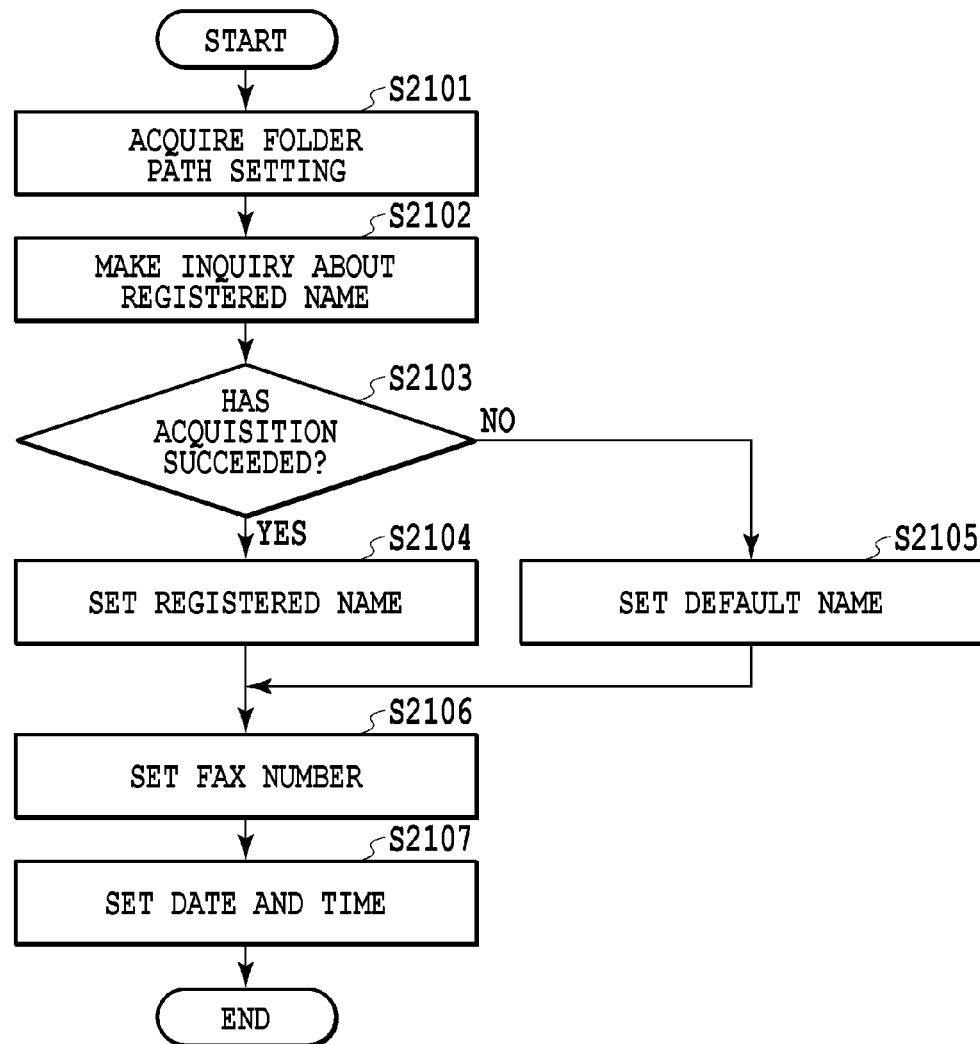 START
S2101
ACQUIRE FOLDER
PATH SETTING
S2102
MAKE INQUIRY ABOUT
REGISTERED NAME
S2103
HAS
ACQUISITION
SUCCEEDED?
NO
YES
S2104
SET REGISTERED NAME
S2105
SET DEFAULT NAME
S2106
SET FAX NUMBER
S2107
SET DATE AND TIME
END